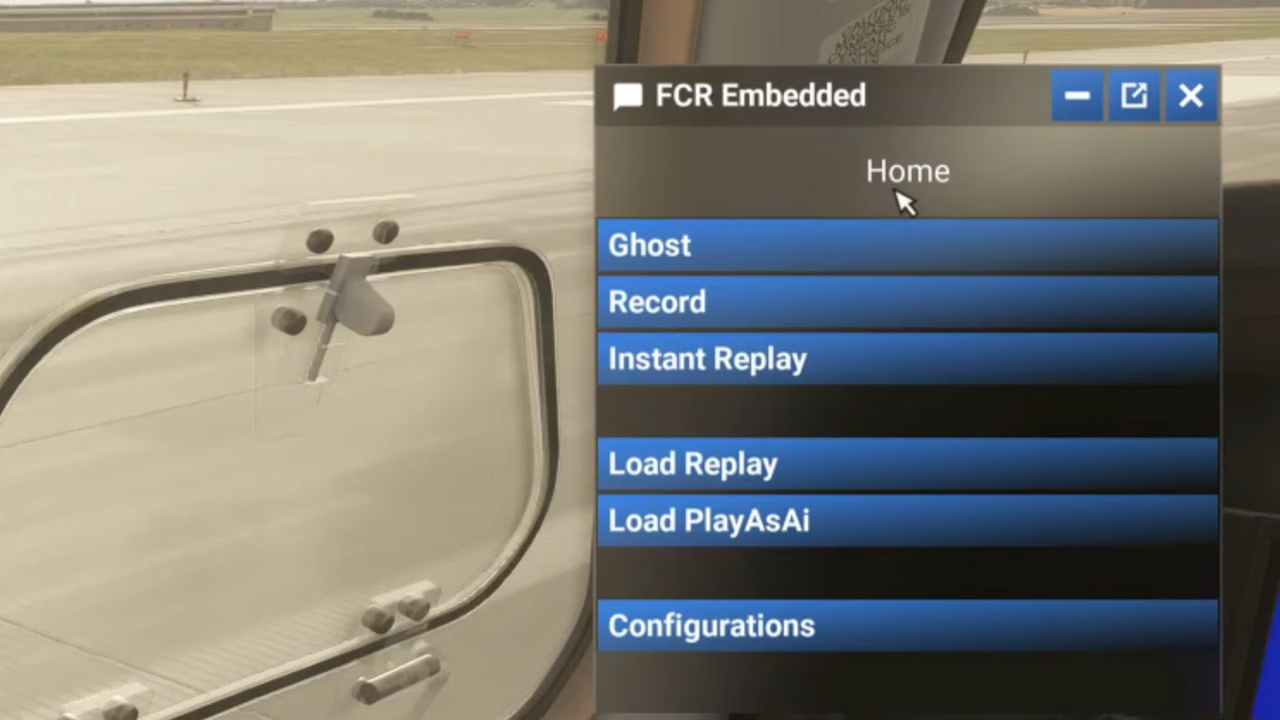 FCR Embedded
Home
Ghost
Record
Instant Replay
Load Replay
Load PlayAsAi
Configurations